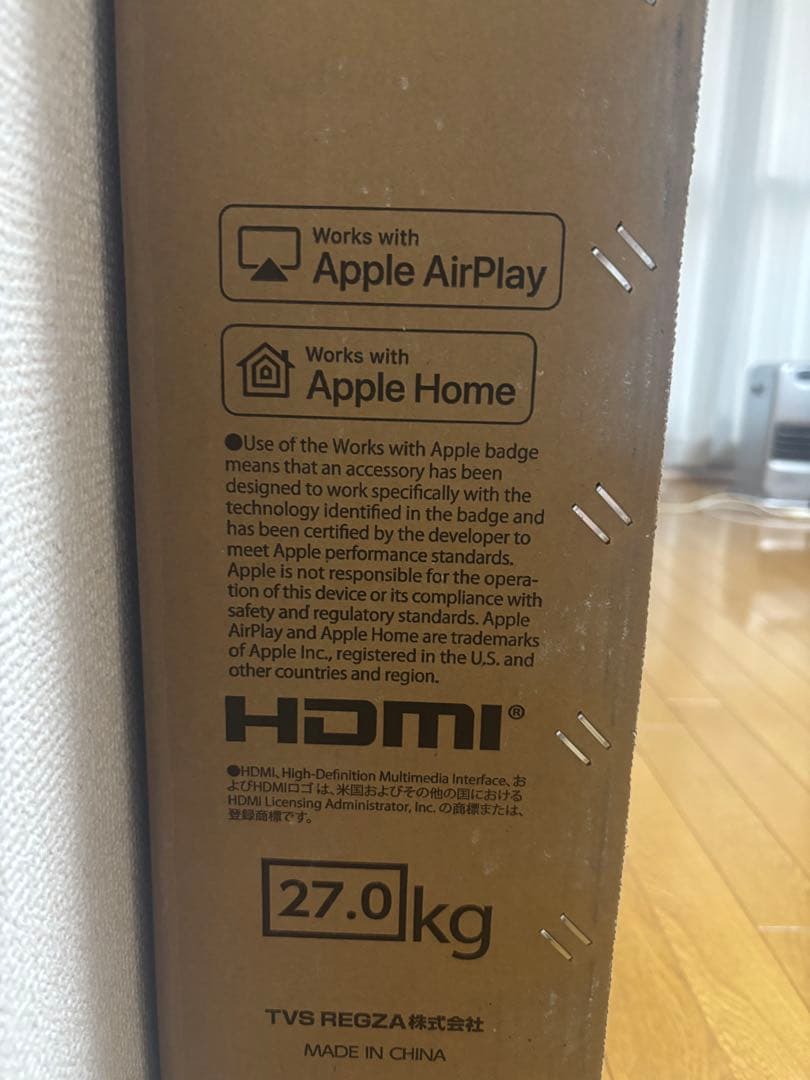 Works with
Apple AirPlay
Works with
Apple Home
●Use of the Works with Apple badge
means that an accessory has been
designed to work specifically with the
technology identified in the badge and
has been certified by the developer to
meet Apple performance standards.
Apple is not responsible for the opera-
tion of this device or its compliance with
safety and regulatory standards. Apple
AirPlay and Apple Home are trademarks
of Apple Inc., registered in the U.S. and
other countries and region.
HDMI®
●HDMI、High-Definition Multimedia Interface、お
よびHDMIロゴ は、米国およびその他の国における
HDMI Licensing Administrator, Inc. の商標または、
登録商標です。
27.0kg
TVS REGZA株式会社
MADE IN CHINA